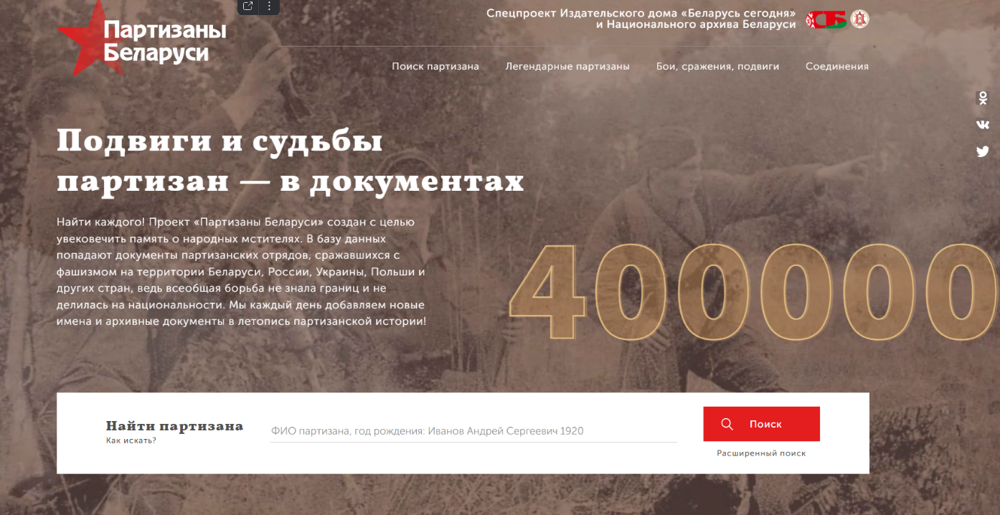 Партизаны
Беларуси
Спецпроект Издательского дома «Беларусь сегодня»
и Национального архива Беларуси
СБ
Поиск партизана
Легендарные партизаны
Бои, сражения, подвиги
Соединения
Подвиги и судьбы
партизан — в документах
Найти каждого! Проект «Партизаны Беларуси» создан с целью
увековечить память о народных мстителях. В базу данных
попадают документы партизанских отрядов, сражавшихся с
фашизмом на территории Беларуси, России, Украины, Польши и
других стран, ведь всеобщая борьба не знала границ и не
делилась на национальности. Мы каждый день добавляем новые
имена и архивные документы в летопись партизанской истории!
400000
Найти партизана
Как искать?
ФИО партизана, год рождения: Иванов Андрей Сергеевич 1920
Поиск
Расширенный поиск